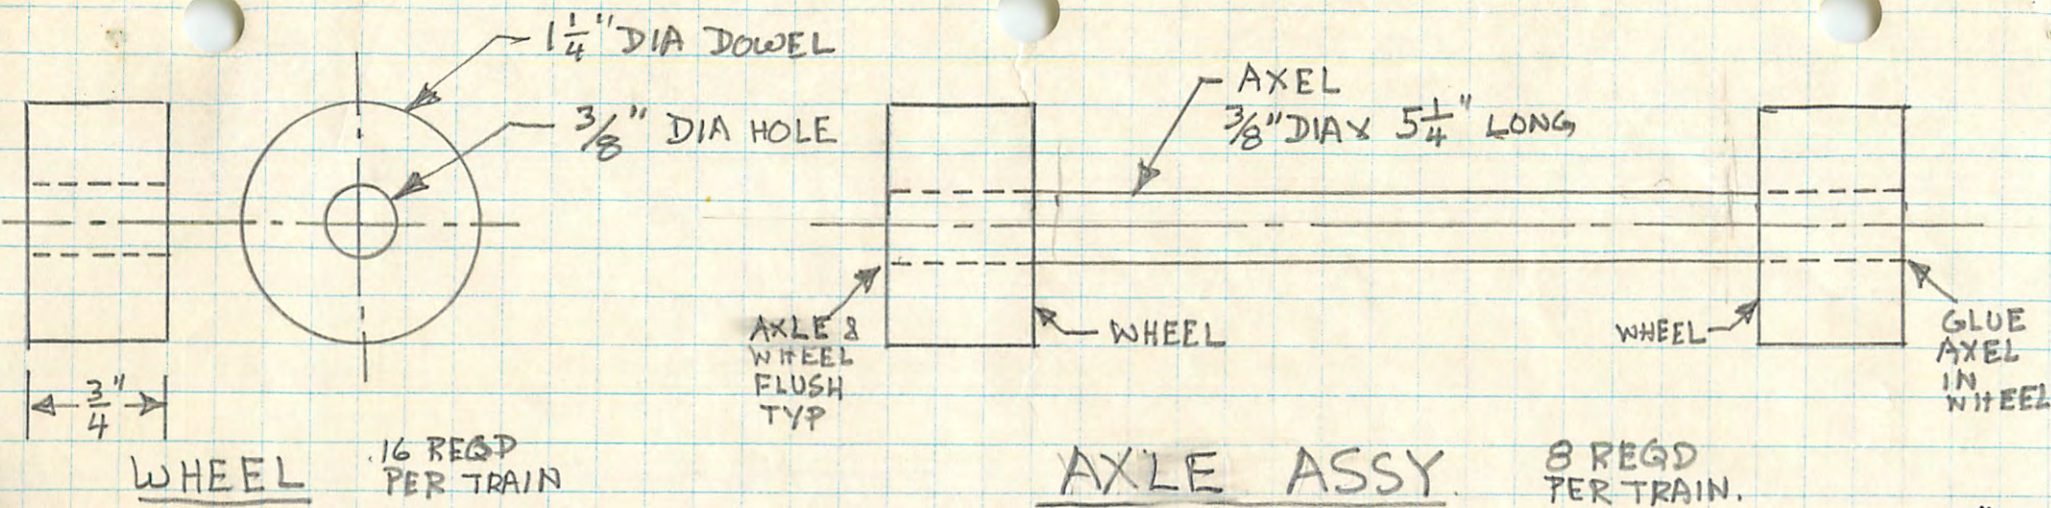 1 1/4" DIA DOWEL
3/8" DIA HOLE
3/4"
WHEEL
16 REQD
PER TRAIN
AXEL
3/8" DIA X 5 1/4" LONG
AXLE &
WHEEL
FLUSH
TYP
WHEEL
WHEEL
GLUE
AXEL
IN
WHEEL
AXLE ASSY.
8 REQD
PER TRAIN.